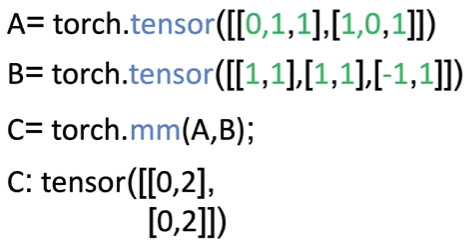 A= torch.tensor([[0,1,1],[1,0,1]])
B= torch.tensor([[1,1],[1,1],[-1,1]])
C= torch.mm(A,B);
C: tensor([[0,2],
[0,2]])